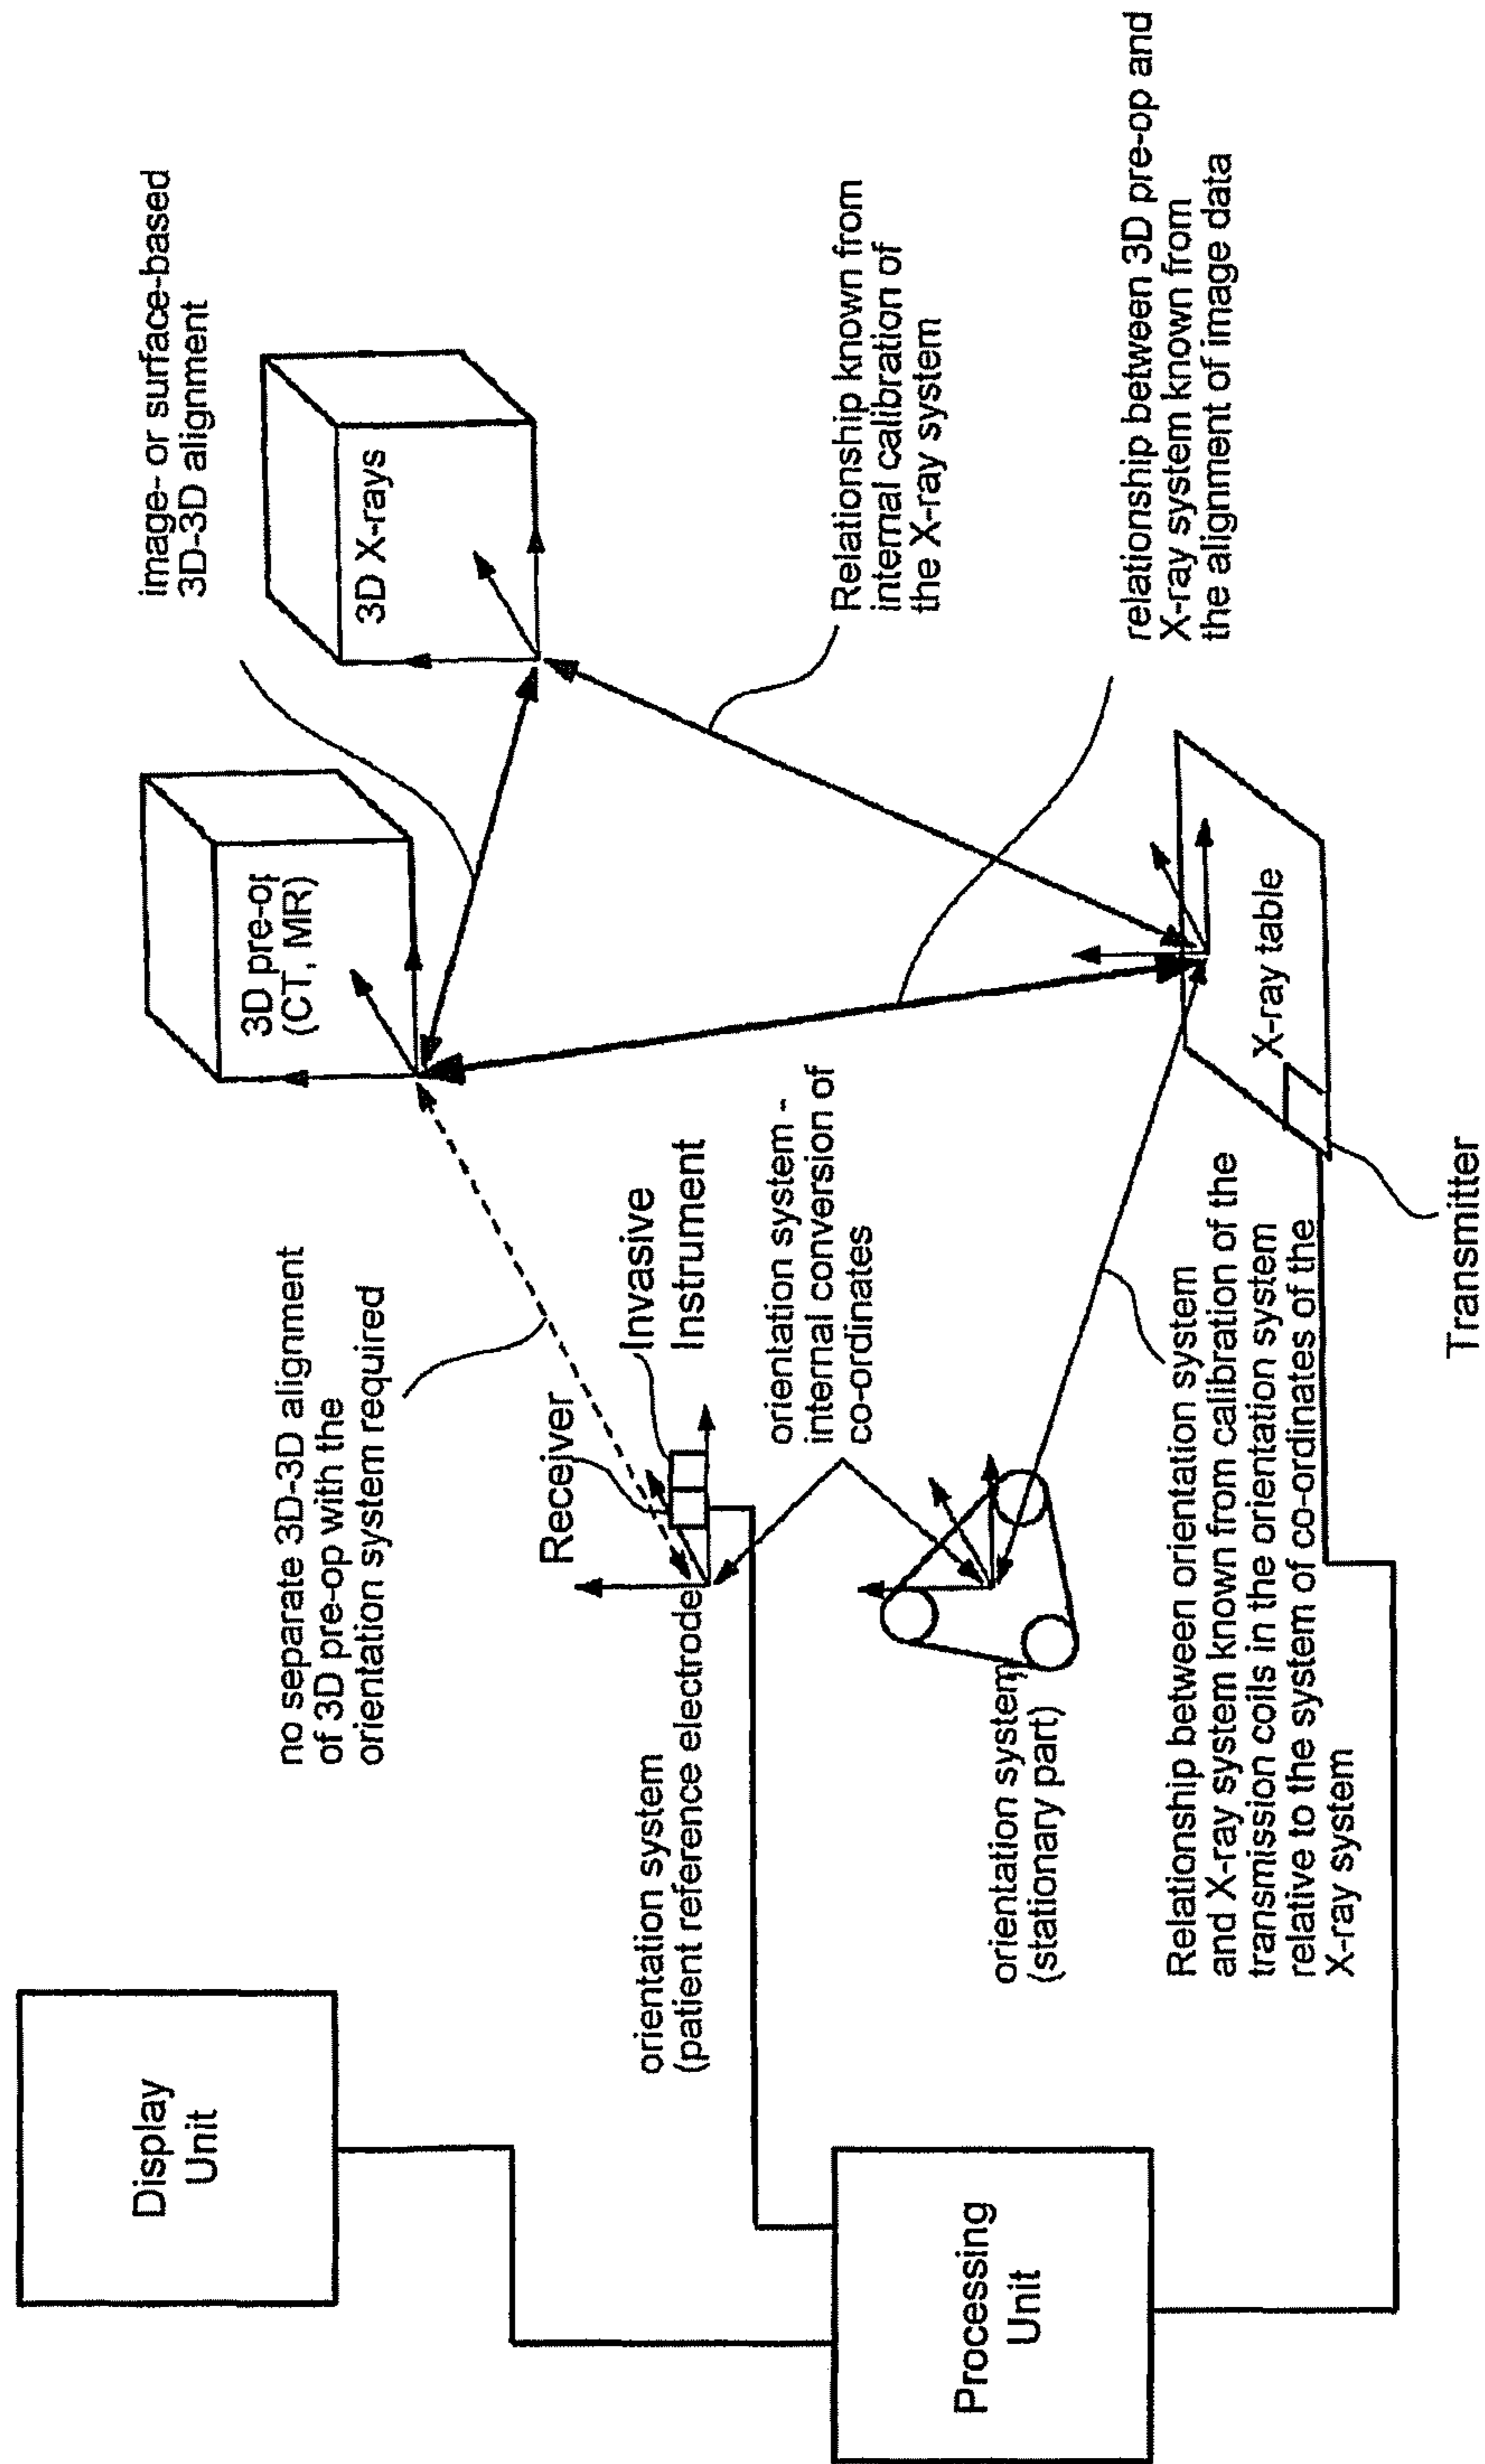 Display
Unit
Processing
Unit
no separate 3D-3D alignment
of 3D pre-op with the
orientation system required
orientation system
(patient reference electrode
Receiver
Invasive
Instrument
orientation system -
internal conversion of
co-ordinates
orientation system
(stationary part)
Relationship between orientation system
and X-ray system known from calibration of the
transmission coils in the orientation system
relative to the system of co-ordinates of the
X-ray system
Transmitter
3D pre-op
(CT, MR)
image- or surface-based
3D-3D alignment
3D X-rays
Relationship known from
internal calibration of
the X-ray system
relationship between 3D pre-op and
X-ray system known from
the alignment of image data
X-ray table